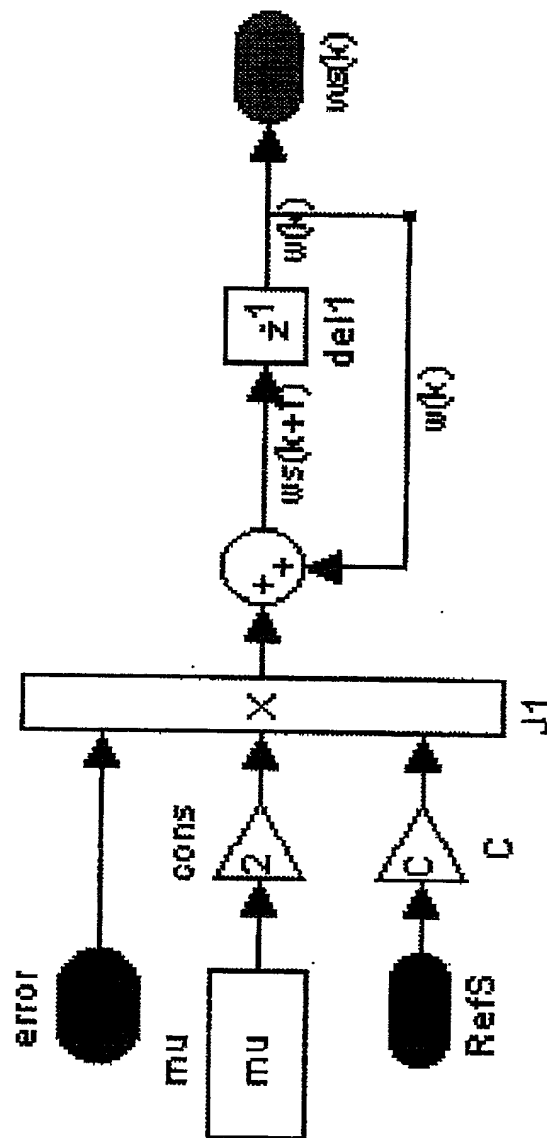 error
mu
mu
cons
2
RefS
C
C
X
J1
+
+
ws(k+1)
z-1
del1
w(k)
w(k)
ws(k)